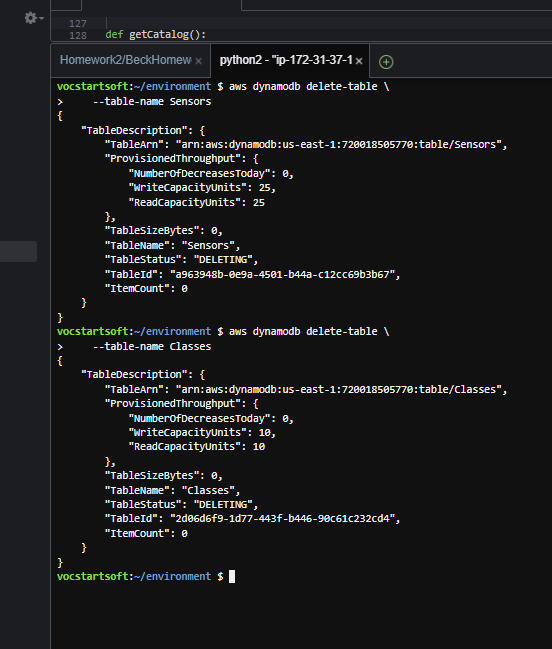 127
128 def getCatalog():
Homework2/BeckHomew × python2 - "ip-172-31-37-1 ×
vocstartsoft:~/environment $ aws dynamodb delete-table \
> --table-name Sensors
{
"TableDescription": {
"TableArn": "arn:aws:dynamodb:us-east-1:720018505770:table/Sensors",
"ProvisionedThroughput": {
"NumberOfDecreasesToday": 0,
"WriteCapacityUnits": 25,
"ReadCapacityUnits": 25
},
"TableSizeBytes": 0,
"TableName": "Sensors",
"TableStatus": "DELETING",
"TableId": "a963948b-0e9a-4501-b44a-c12cc69b3b67",
"ItemCount": 0
}
}
vocstartsoft:~/environment $ aws dynamodb delete-table \
> --table-name Classes
{
"TableDescription": {
"TableArn": "arn:aws:dynamodb:us-east-1:720018505770:table/Classes",
"ProvisionedThroughput": {
"NumberOfDecreasesToday": 0,
"WriteCapacityUnits": 10,
"ReadCapacityUnits": 10
},
"TableSizeBytes": 0,
"TableName": "Classes",
"TableStatus": "DELETING",
"TableId": "2d06d6f9-1d77-443f-b446-90c61c232cd4",
"ItemCount": 0
}
}
vocstartsoft:~/environment $